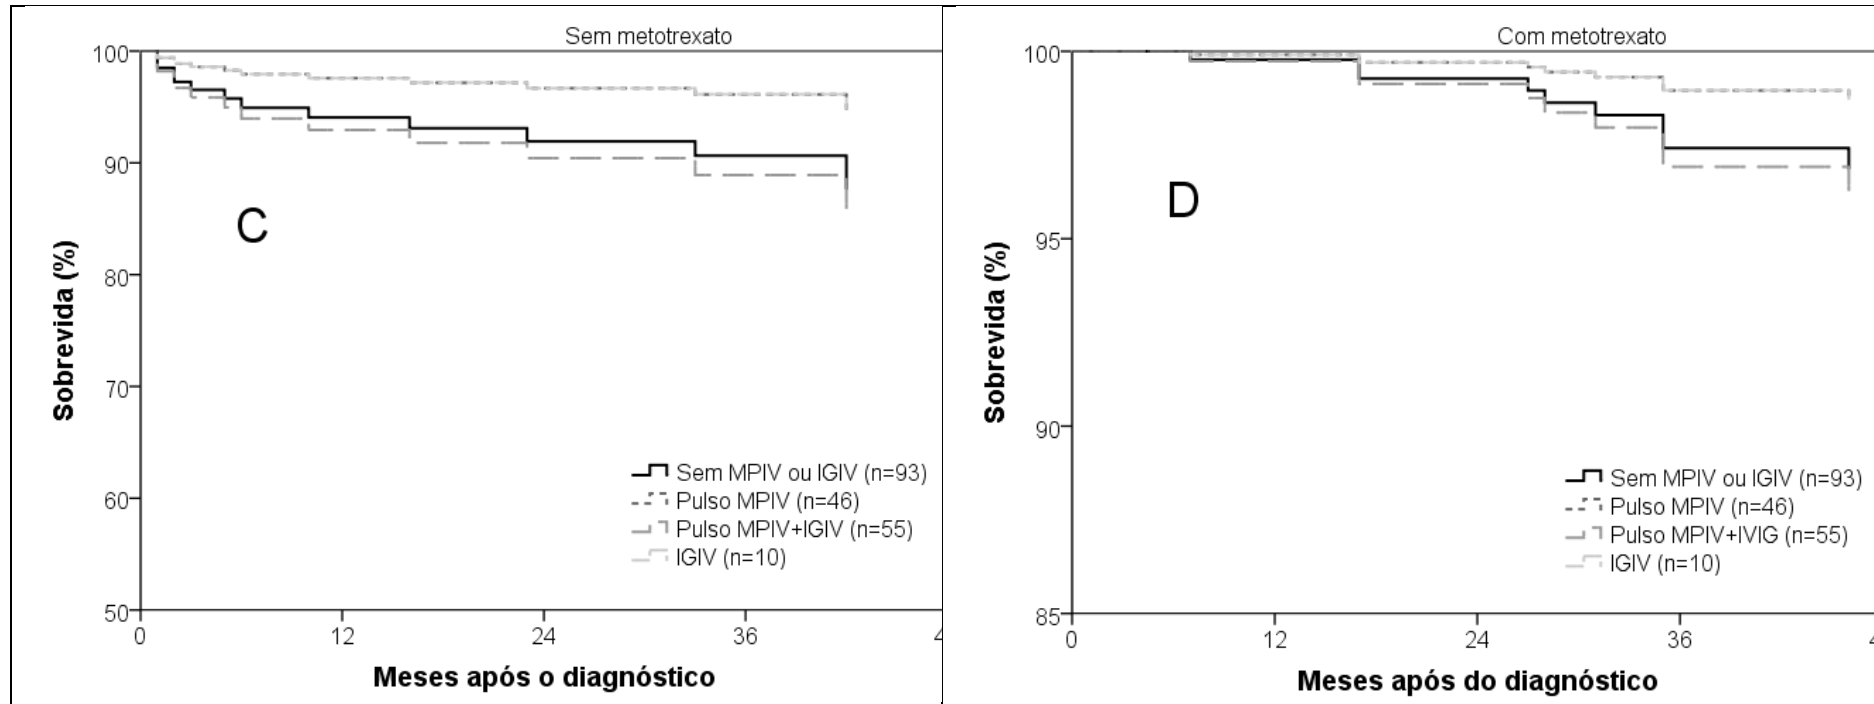 Sem metotrexato
100
90
80
70
60
50
0
12
24
36
4
C
Sobrevida (%)
Sem MPIV ou IGIV (n=93)
Pulso MPIV (n=46)
Pulso MPIV+IGIV (n=55)
IGIV (n=10)
Meses após o diagnóstico
Com metotrexato
100
95
90
85
0
12
24
36
4
D
Sobrevida (%)
Sem MPIV ou IGIV (n=93)
Pulso MPIV (n=46)
Pulso MPIV+IVIG (n=55)
IGIV (n=10)
Meses após do diagnóstico